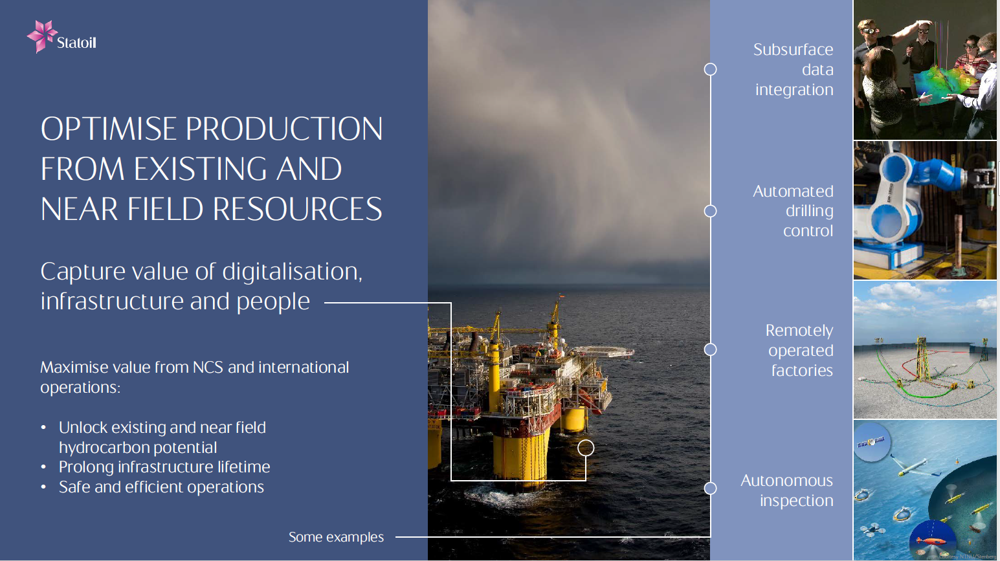 Statoil
OPTIMISE PRODUCTION
FROM EXISTING AND
NEAR FIELD RESOURCES
Capture value of digitalisation,
infrastructure and people
Maximise value from NCS and international
operations:
• Unlock existing and near field
hydrocarbon potential
• Prolong infrastructure lifetime
• Safe and efficient operations
Some examples
Subsurface
data
integration
Automated
drilling
control
Remotely
operated
factories
Autonomous
inspection
Courtesy NTNU/Stenberg